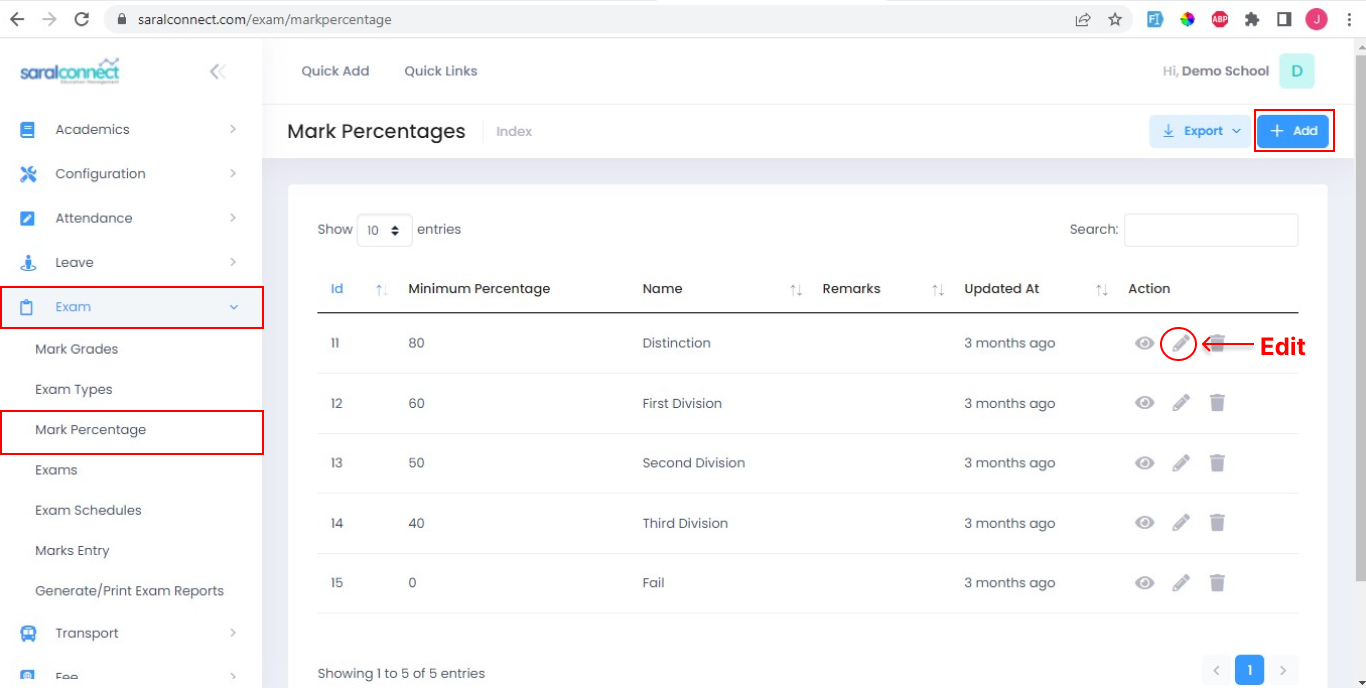 saralconnect.com/exam/markpercentage
FI ABP J
saralconnect Quick Add Quick Links Hi, Demo School D
Education Management
Mark Percentages Index Export + Add
Academics
Configuration
Attendance
Leave
Exam
Mark Grades
Exam Types
Mark Percentage
Exams
Exam Schedules
Marks Entry
Generate/Print Exam Reports
Transport
Fee
Show 10 entries Search:
Id Minimum Percentage Name Remarks Updated At Action
11 80 Distinction 3 months ago Edit
12 60 First Division 3 months ago
13 50 Second Division 3 months ago
14 40 Third Division 3 months ago
15 0 Fail 3 months ago
Showing 1 to 5 of 5 entries 1